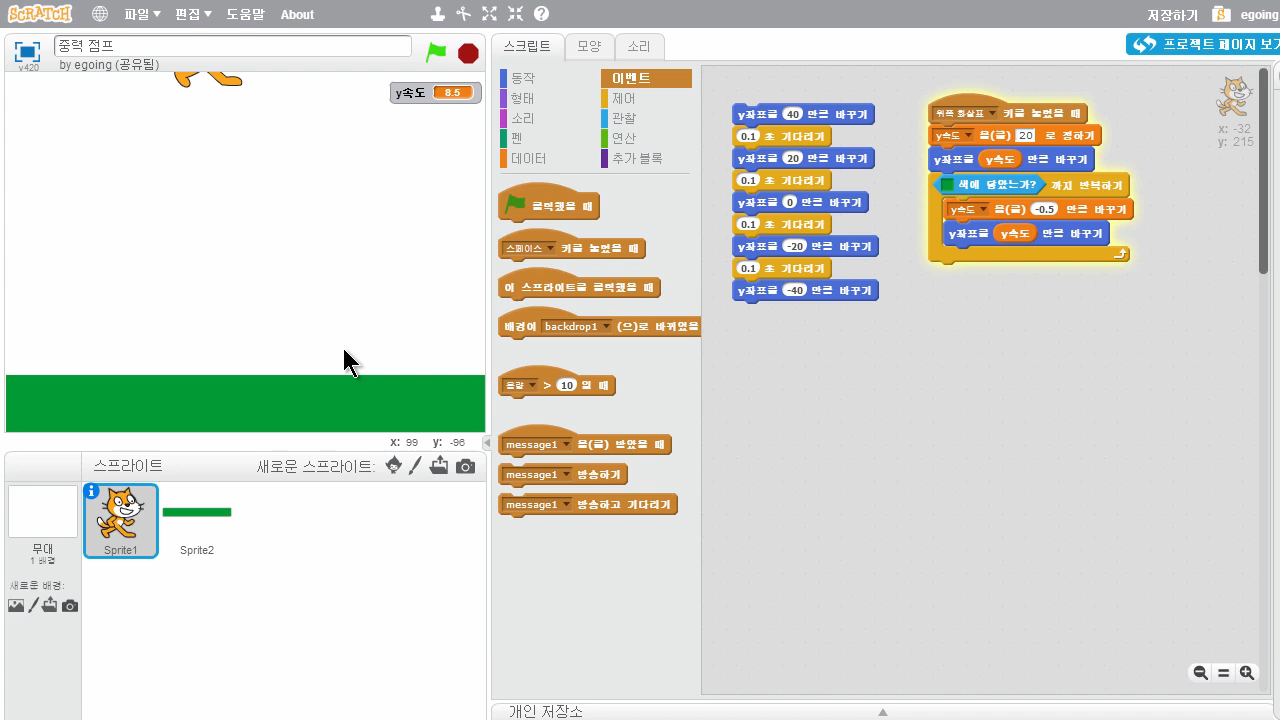 SCRATCH 파일 편집 도움말 About 저장하기 egoing
v420 중력 점프
by egoing (공유됨)
y속도 8.5
x: 99 y: -96
스프라이트 새로운 스프라이트:
무대
1 배경
새로운 배경:
Sprite1 Sprite2
스크립트 모양 소리
프로젝트 페이지 보기
동작 이벤트
형태 제어
소리 관찰
펜 연산
데이터 추가 블록
클릭했을 때
스페이스 키를 눌렀을 때
이 스프라이트를 클릭했을 때
배경이 backdrop1 (으)로 바뀌었을
음량 > 10 일 때
message1 을(를) 받았을 때
message1 방송하기
message1 방송하고 기다리기
y좌표를 40 만큼 바꾸기
0.1 초 기다리기
y좌표를 20 만큼 바꾸기
0.1 초 기다리기
y좌표를 0 만큼 바꾸기
0.1 초 기다리기
y좌표를 -20 만큼 바꾸기
0.1 초 기다리기
y좌표를 -40 만큼 바꾸기
위쪽 화살표 키를 눌렀을 때
y속도 을(를) 20 로 정하기
y좌표를 y속도 만큼 바꾸기
색에 닿았는가? 까지 반복하기
y속도 을(를) -0.5 만큼 바꾸기
y좌표를 y속도 만큼 바꾸기
x: -32
y: 215
개인 저장소